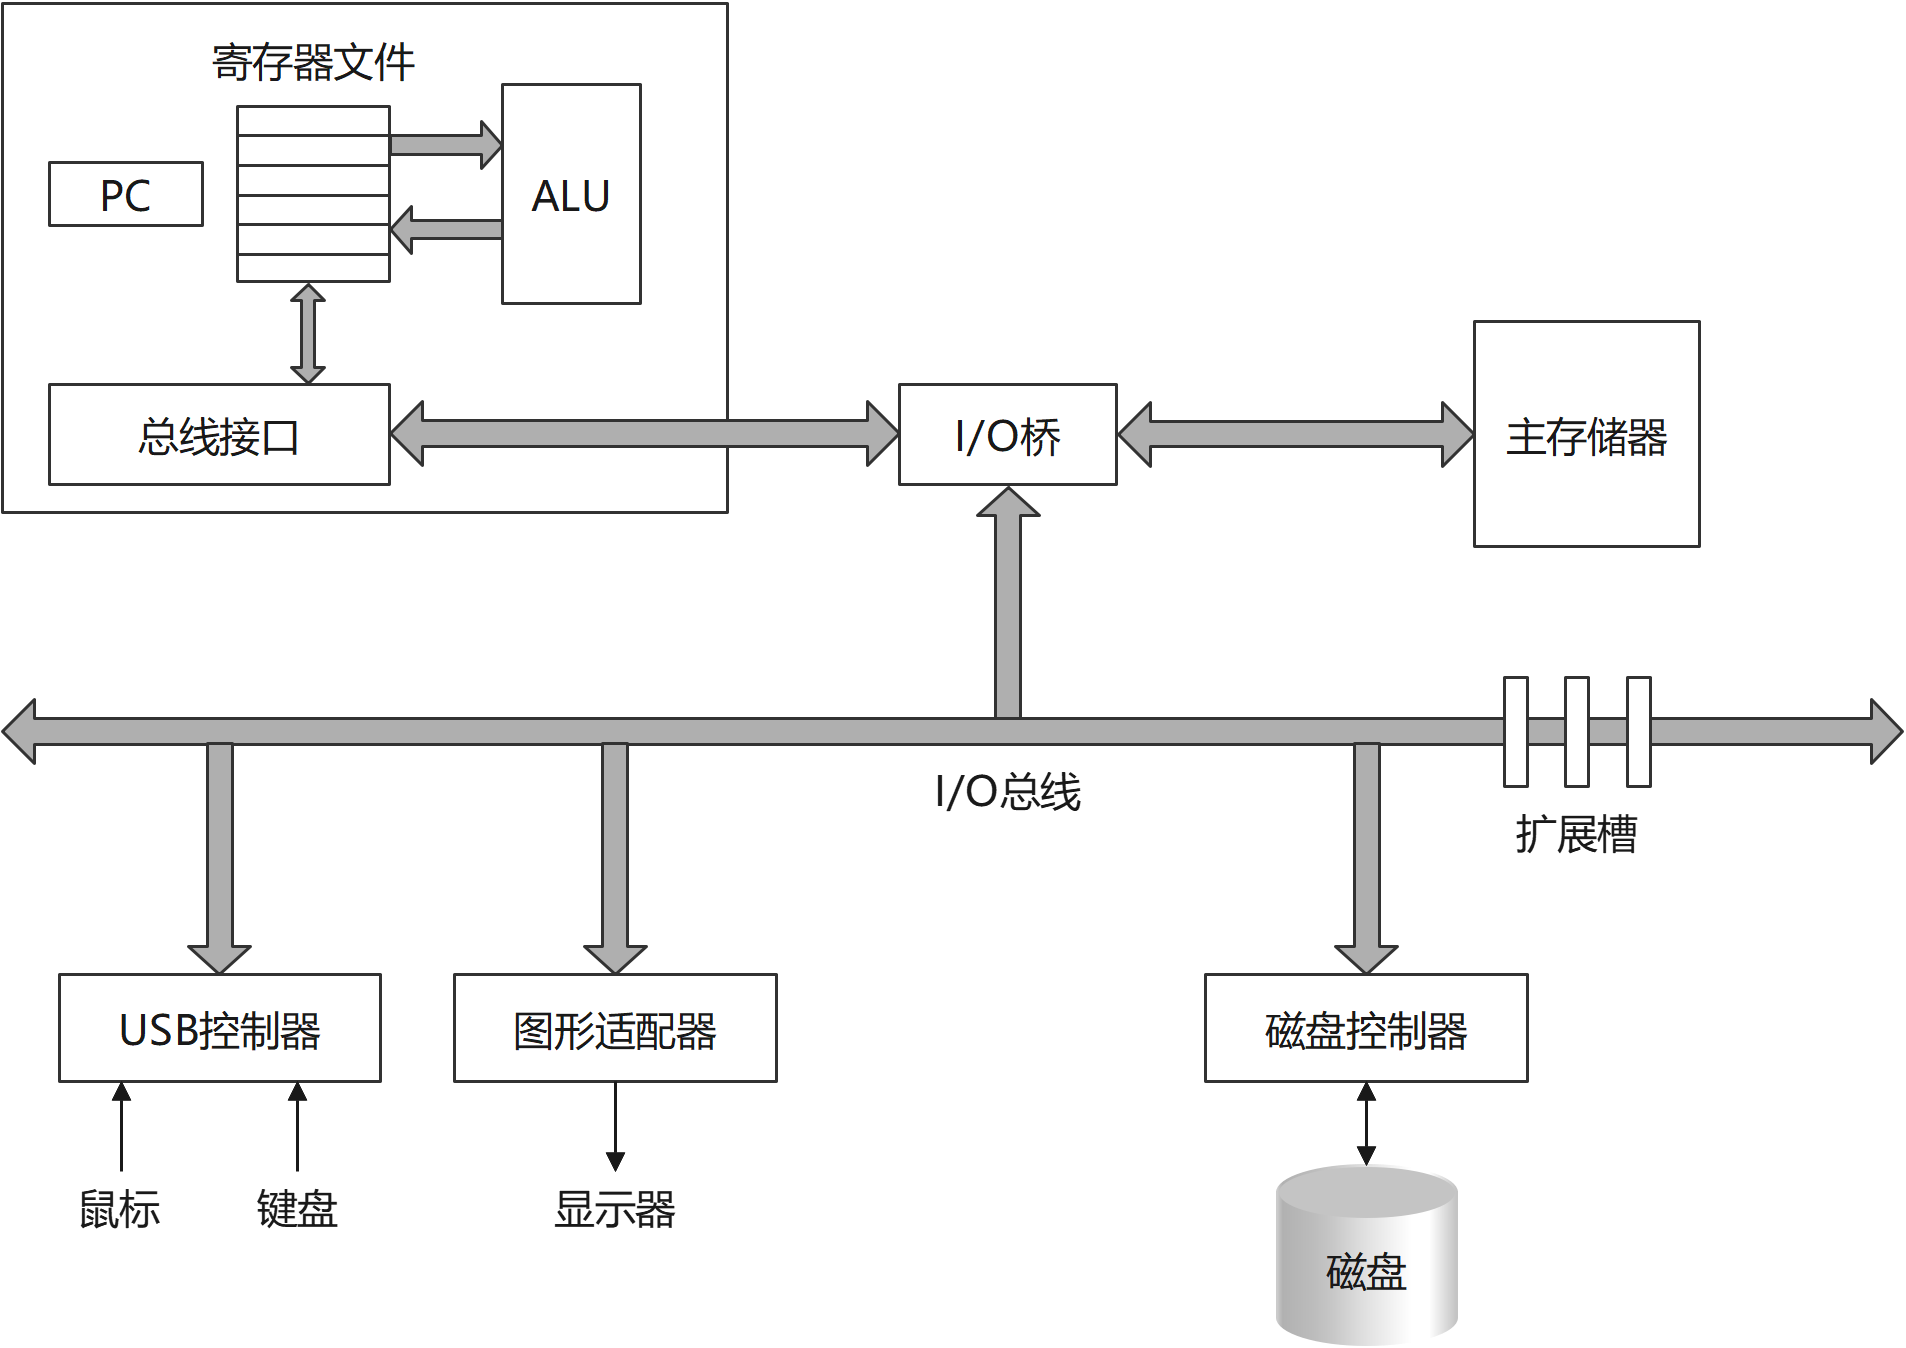 寄存器文件
PC
ALU
总线接口
I/O桥
主存储器
I/O总线
扩展槽
USB控制器
图形适配器
磁盘控制器
鼠标
键盘
显示器
磁盘